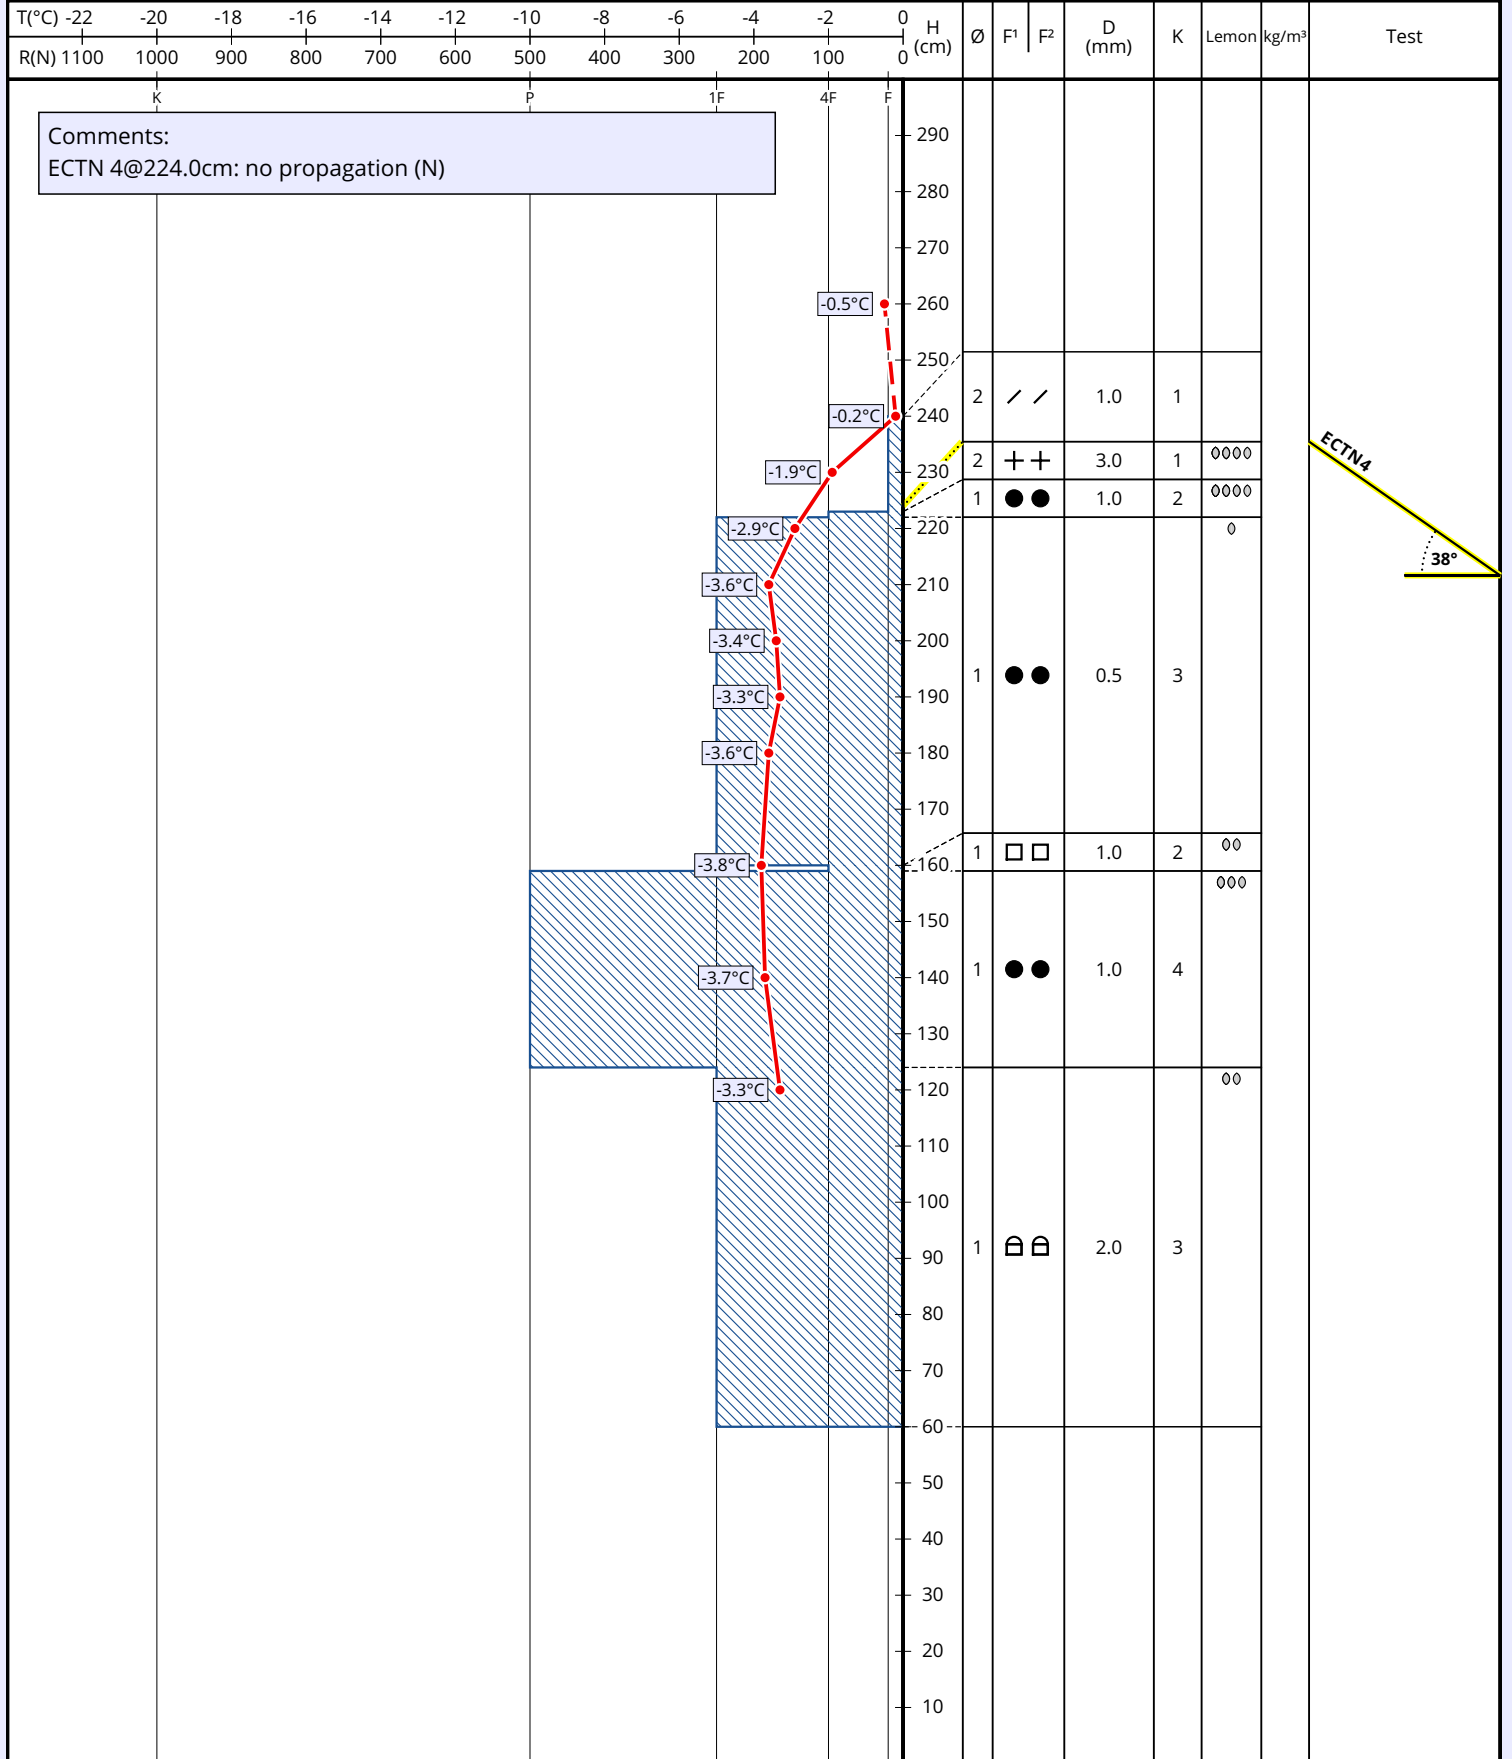 T(°C) -22 -20 -18 -16 -14 -12 -10 -8 -6 -4 -2 0
R(N) 1100 1000 900 800 700 600 500 400 300 200 100 0
H (cm) Ø F¹ F² D (mm) K Lemon kg/m³ Test
K P 1F 4F F
Comments:
ECTN 4@224.0cm: no propagation (N)
290
280
270
-0.5°C 260
250
2 1.0 1
-0.2°C 240
ECTN4
2 3.0 1
-1.9°C 230
1 1.0 2
-2.9°C 220
38°
-3.6°C 210
-3.4°C 200
1 0.5 3
-3.3°C 190
-3.6°C 180
170
1 1.0 2
-3.8°C 160
150
1 1.0 4
-3.7°C 140
130
-3.3°C 120
110
100
1 2.0 3
90
80
70
60
50
40
30
20
10